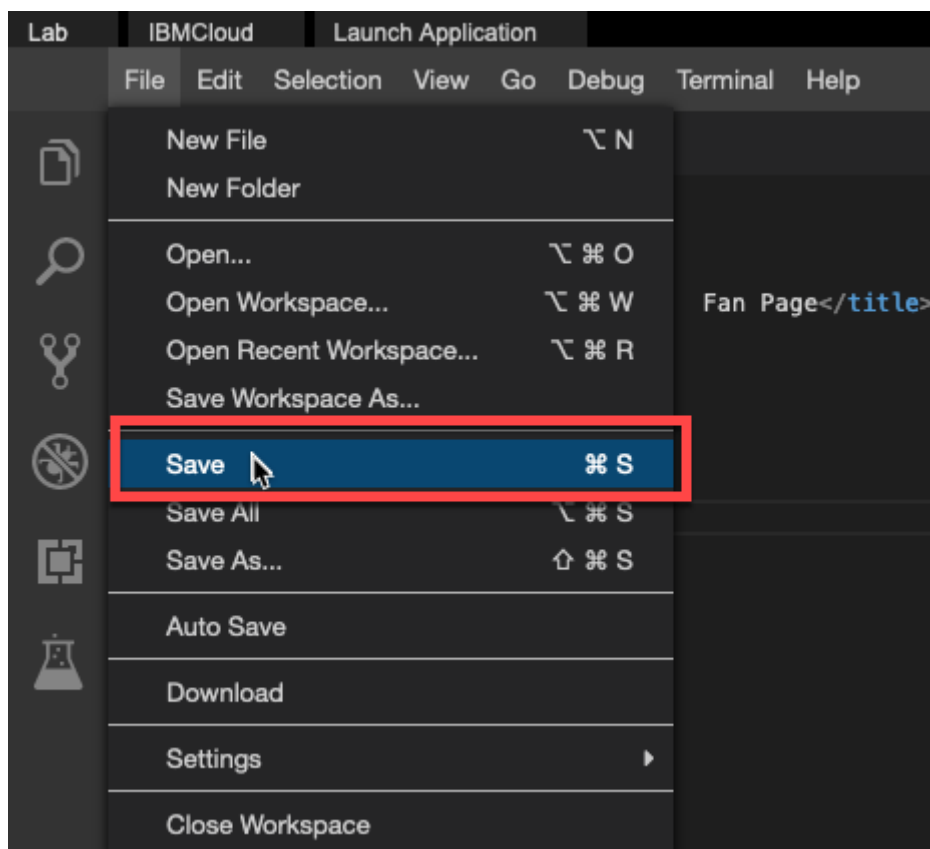 Lab IBMCloud Launch Application
File Edit Selection View Go Debug Terminal Help
New File ⌥ N
New Folder
Open... ⌥ ⌘ O
Open Workspace... ⌥ ⌘ W
Fan Page</title>
Open Recent Workspace... ⌥ ⌘ R
Save Workspace As...
Save ⌘ S
Save All ⌥ ⌘ S
Save As... ⇧ ⌘ S
Auto Save
Download
Settings
Close Workspace